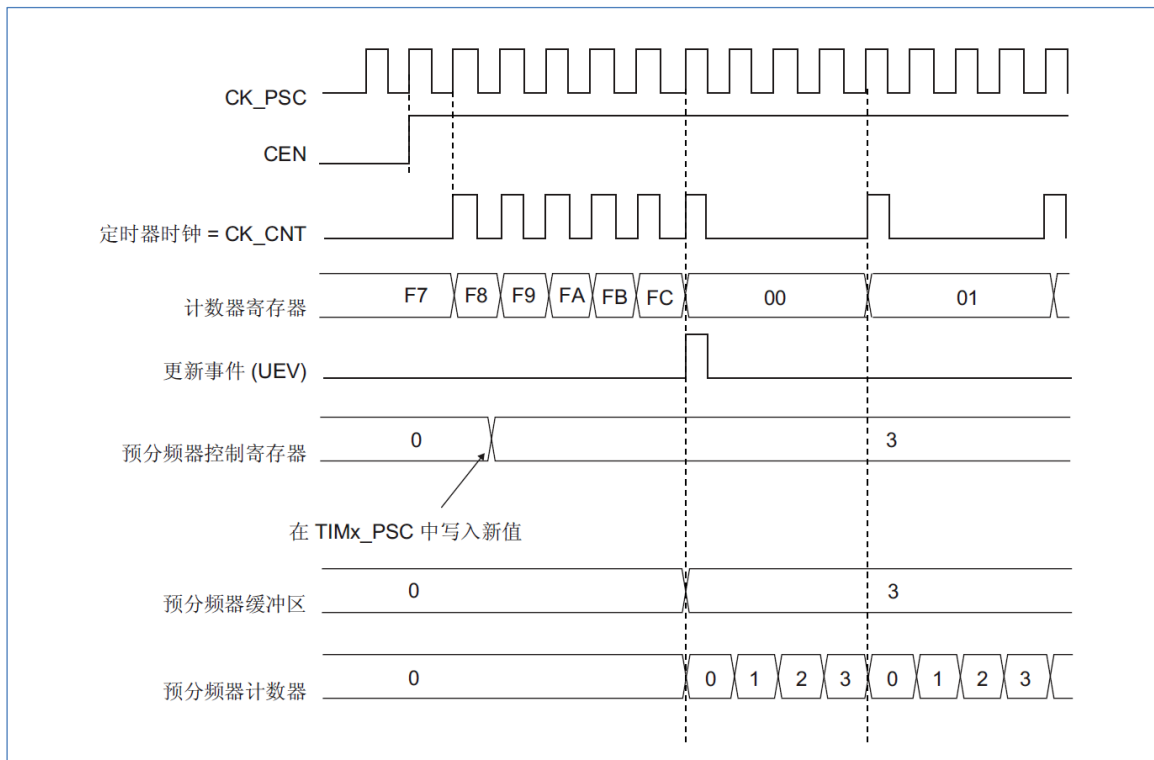 CK_PSC
CEN
定时器时钟 = CK_CNT
计数器寄存器 F7 F8 F9 FA FB FC 00 01
更新事件 (UEV)
预分频器控制寄存器 0 3
在 TIMx_PSC 中写入新值
预分频器缓冲区 0 3
预分频器计数器 0 0 1 2 3 0 1 2 3